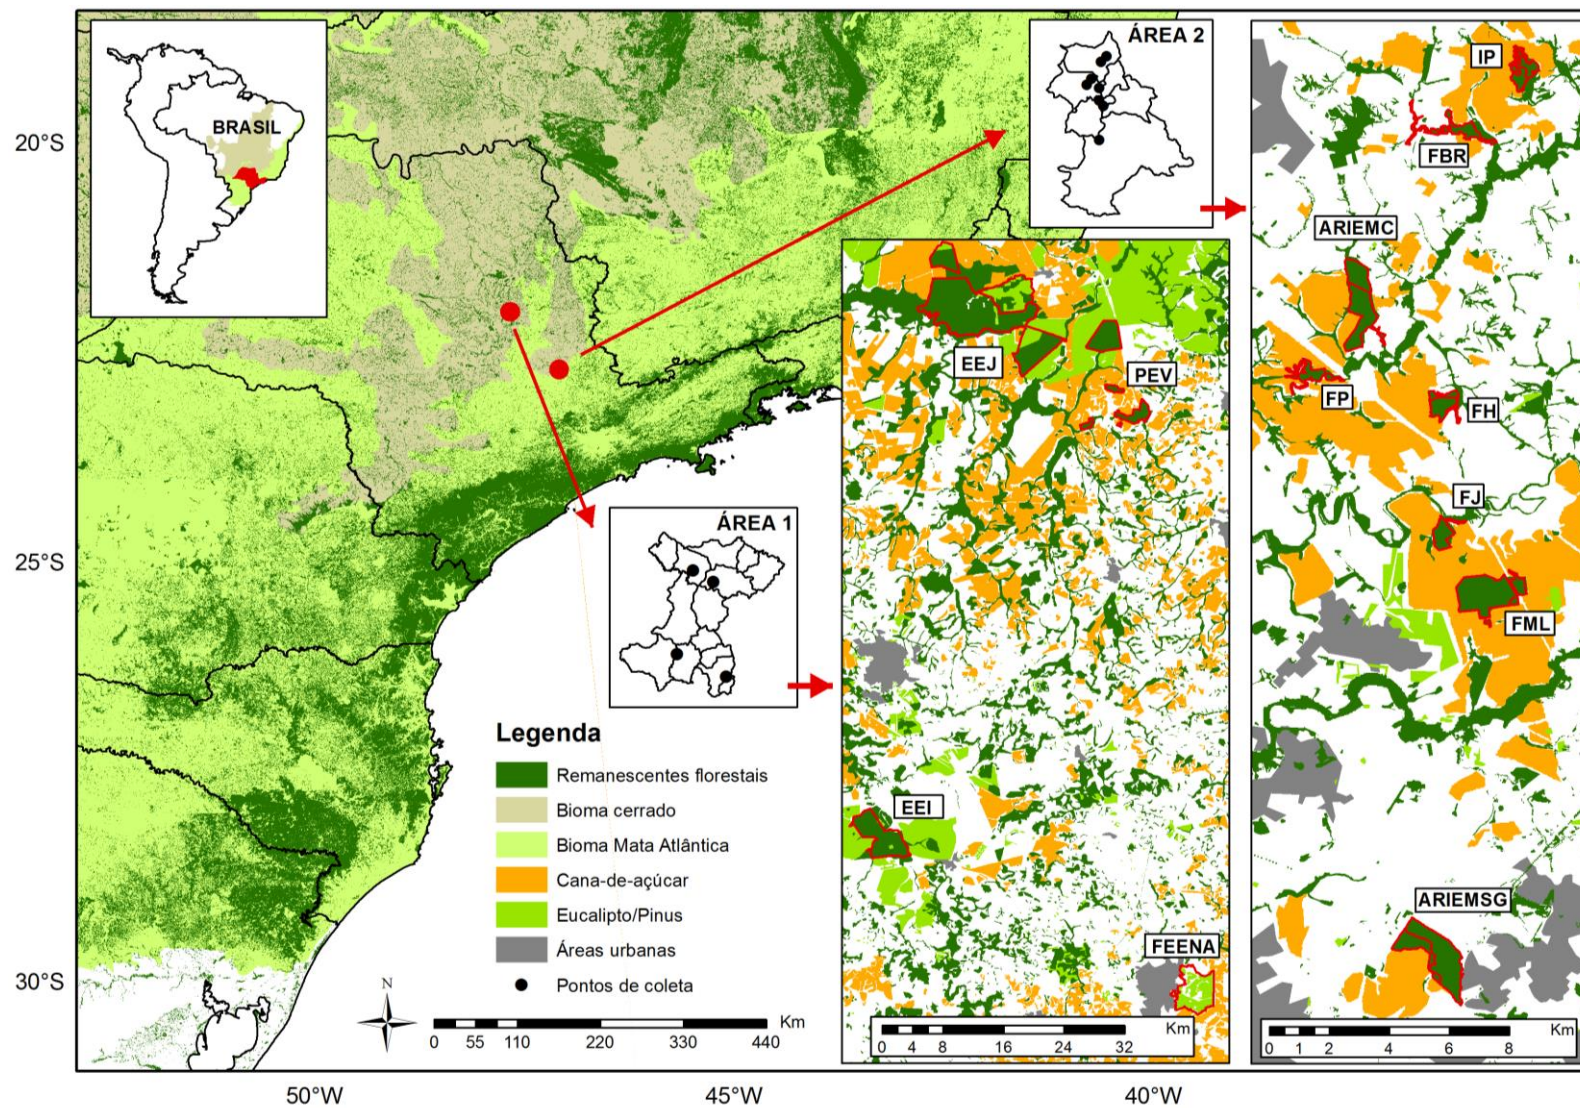 BRASIL
20°S
25°S
30°S
50°W
45°W
40°W
ÁREA 2
ÁREA 1
Legenda
Remanescentes florestais
Bioma cerrado
Bioma Mata Atlântica
Cana-de-açúcar
Eucalipto/Pinus
Áreas urbanas
Pontos de coleta
N
Km
0 55 110 220 330 440
EEJ
PEV
EEI
FEENA
Km
0 4 8 16 24 32
IP
FBR
ARIEMC
FP
FH
FJ
FML
ARIEMSG
Km
0 1 2 4 6 8